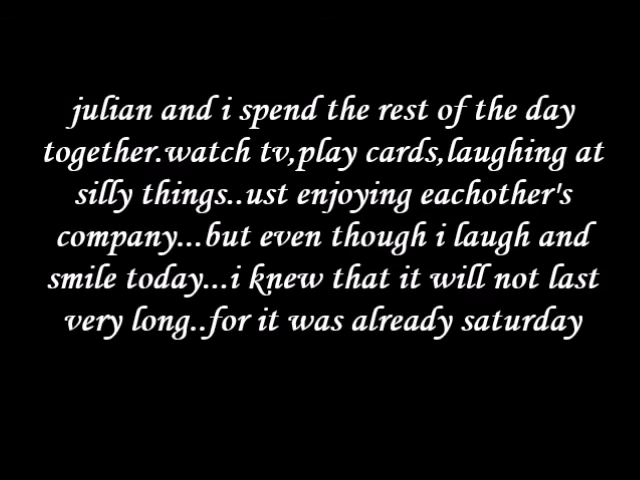 julian and i spend the rest of the day
together.watch tv,play cards,laughing at
silly things..ust enjoying eachother's
company...but even though i laugh and
smile today...i knew that it will not last
very long..for it was already saturday